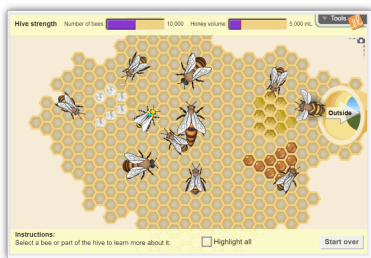 Hive strength Number of bees 10,000 Honey volume 5,000 mL Tools
Outside
Instructions:
Select a bee or part of the hive to learn more about it.
Highlight all
Start over